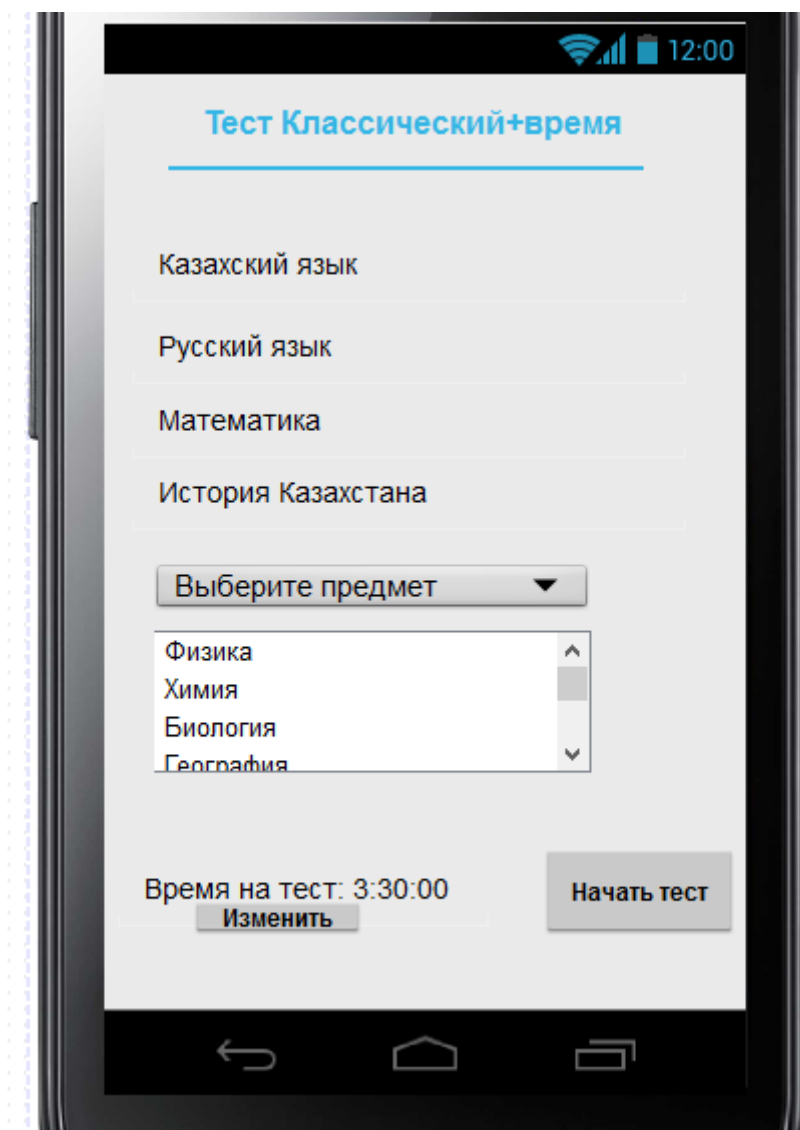 12:00
Тест Классический+время
Казахский язык
Русский язык
Математика
История Казахстана
Выберите предмет
Физика
Химия
Биология
География
Время на тест: 3:30:00
Изменить
Начать тест